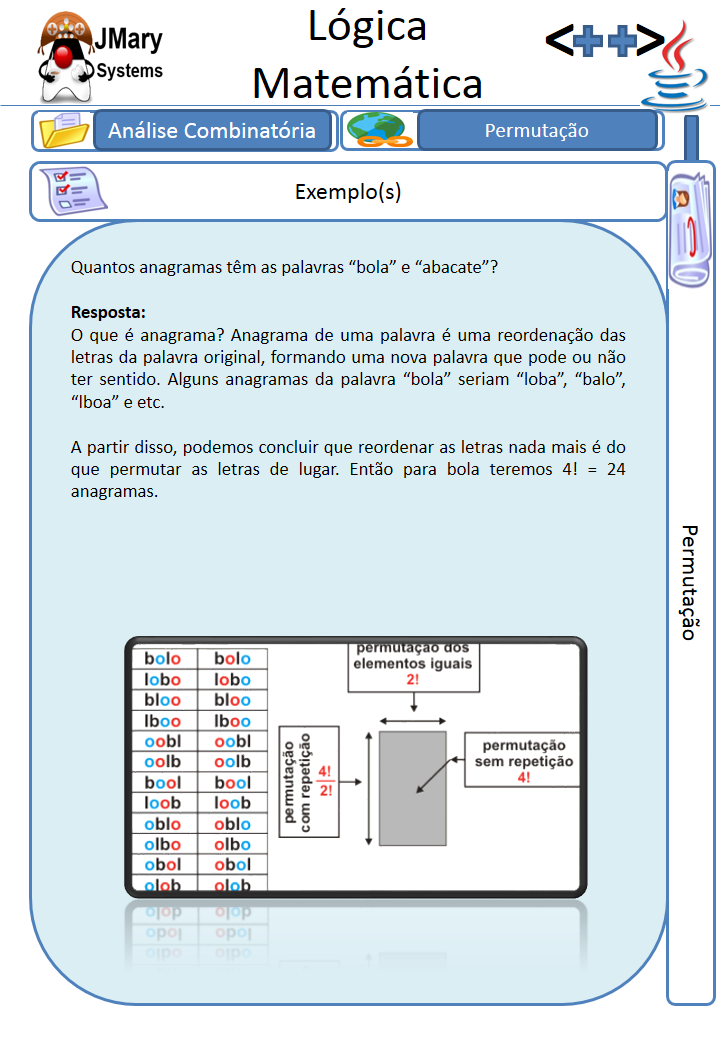 JMary
Systems
Lógica
Matemática
<++>
Análise Combinatória
Permutação
Exemplo(s)
Quantos anagramas têm as palavras “bola” e “abacate”?
Resposta:
O que é anagrama? Anagrama de uma palavra é uma reordenação das
letras da palavra original, formando uma nova palavra que pode ou não
ter sentido. Alguns anagramas da palavra “bola” seriam “loba”, “balo”,
“lboa” e etc.
A partir disso, podemos concluir que reordenar as letras nada mais é do
que permutar as letras de lugar. Então para bola teremos 4! = 24
anagramas.
bolo bolo
lobo lobo
bloo bloo
lboo lboo
oobl oobl
oolb oolb
bool bool
loob loob
oblo oblo
olbo olbo
obol obol
olob olob
permutação dos
elementos iguais
2!
permutação
com repetição
4!
2!
permutação
sem repetição
4!
Permutação